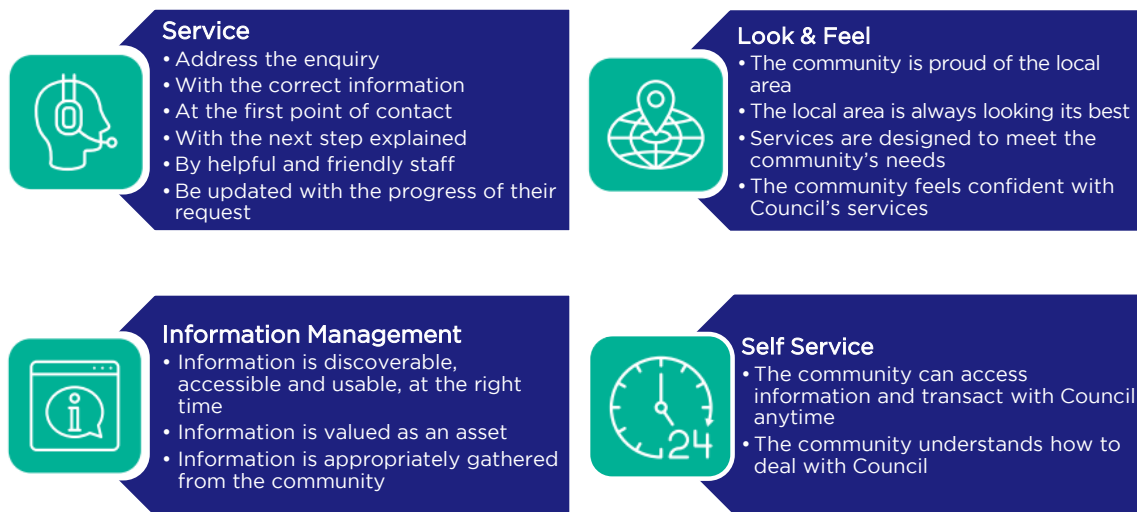 Service
• Address the enquiry
• With the correct information
• At the first point of contact
• With the next step explained
• By helpful and friendly staff
• Be updated with the progress of their
request
Look & Feel
• The community is proud of the local
area
• The local area is always looking its best
• Services are designed to meet the
community's needs
• The community feels confident with
Council's services
Information Management
• Information is discoverable,
accessible and usable, at the right
time
• Information is valued as an asset
• Information is appropriately gathered
from the community
Self Service
• The community can access
information and transact with Council
anytime
• The community understands how to
deal with Council
24